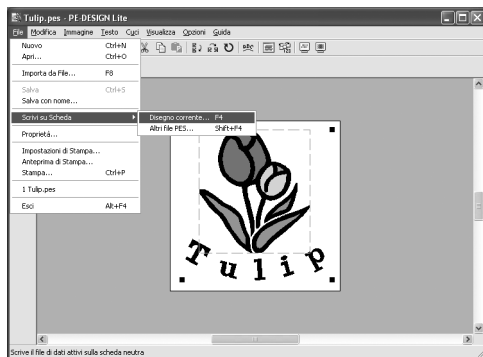 Tulip.pes - PE-DESIGN Lite
File Modifica Immagine Testo Cuci Visualizza Opzioni Guida
Nuovo Ctrl+N
Apri... Ctrl+O
Importa da File... F8
Salva Ctrl+S
Salva con nome...
Scrivi su Scheda
Disegno corrente... F4
Altri file PES... Shift+F4
Proprietà...
Impostazioni di Stampa...
Anteprima di Stampa...
Stampa... Ctrl+P
1 Tulip.pes
Esci Alt+F4
Tulip
Scrive il file di dati attivi sulla scheda neutra